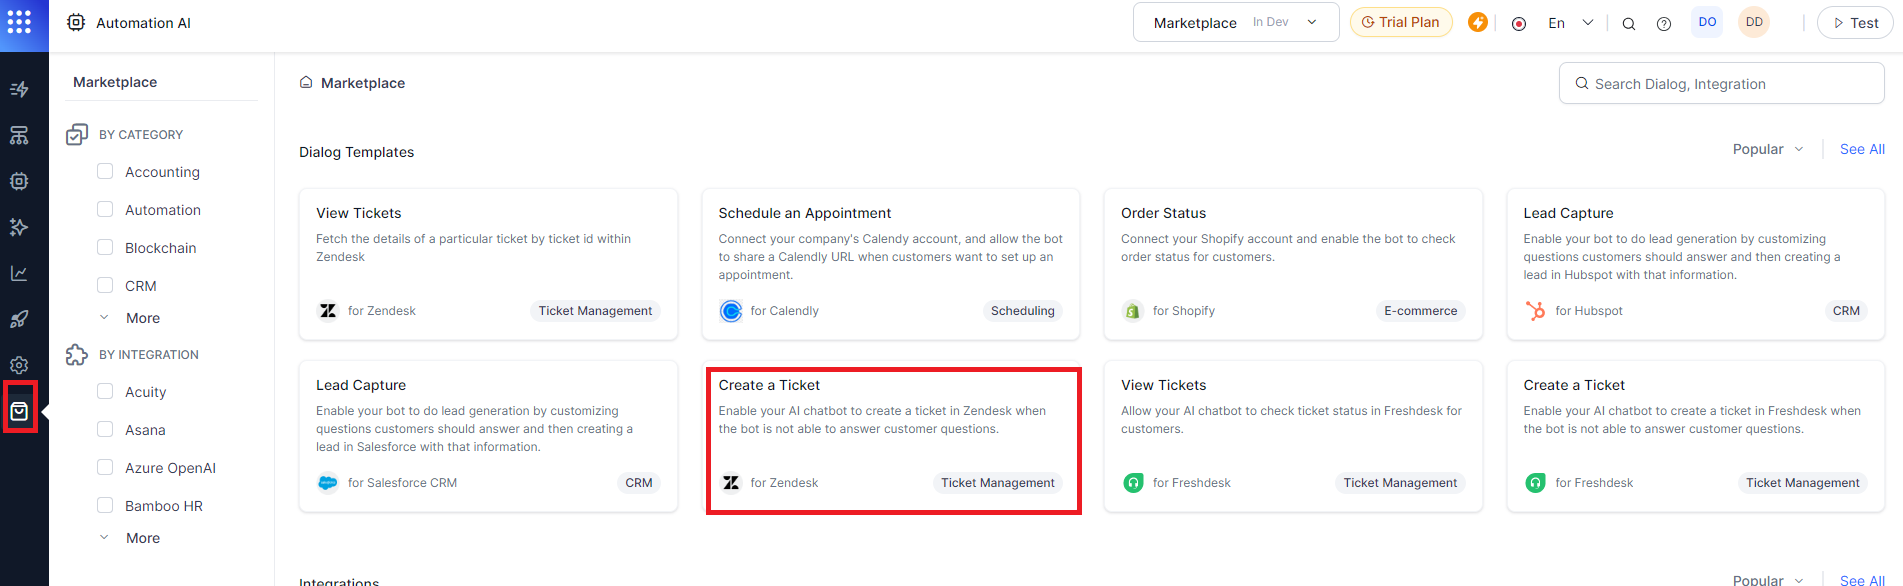 Automation AI
Marketplace In Dev
Trial Plan
En
DO
DD
Test
Marketplace
BY CATEGORY
Accounting
Automation
Blockchain
CRM
More
BY INTEGRATION
Acuity
Asana
Azure OpenAI
Bamboo HR
More
Marketplace
Search Dialog, Integration
Dialog Templates
Popular
See All
View Tickets
Fetch the details of a particular ticket by ticket id within
Zendesk
for Zendesk
Ticket Management
Schedule an Appointment
Connect your company's Calendy account, and allow the bot
to share a Calendly URL when customers want to set up an
appointment.
for Calendly
Scheduling
Order Status
Connect your Shopify account and enable the bot to check
order status for customers.
for Shopify
E-commerce
Lead Capture
Enable your bot to do lead generation by customizing
questions customers should answer and then creating a
lead in Hubspot with that information.
for Hubspot
CRM
Lead Capture
Enable your bot to do lead generation by customizing
questions customers should answer and then creating a
lead in Salesforce with that information.
for Salesforce CRM
CRM
Create a Ticket
Enable your AI chatbot to create a ticket in Zendesk when
the bot is not able to answer customer questions.
for Zendesk
Ticket Management
View Tickets
Allow your AI chatbot to check ticket status in Freshdesk for
customers.
for Freshdesk
Ticket Management
Create a Ticket
Enable your AI chatbot to create a ticket in Freshdesk when
the bot is not able to answer customer questions.
for Freshdesk
Ticket Management
Integrations
Popular
See All